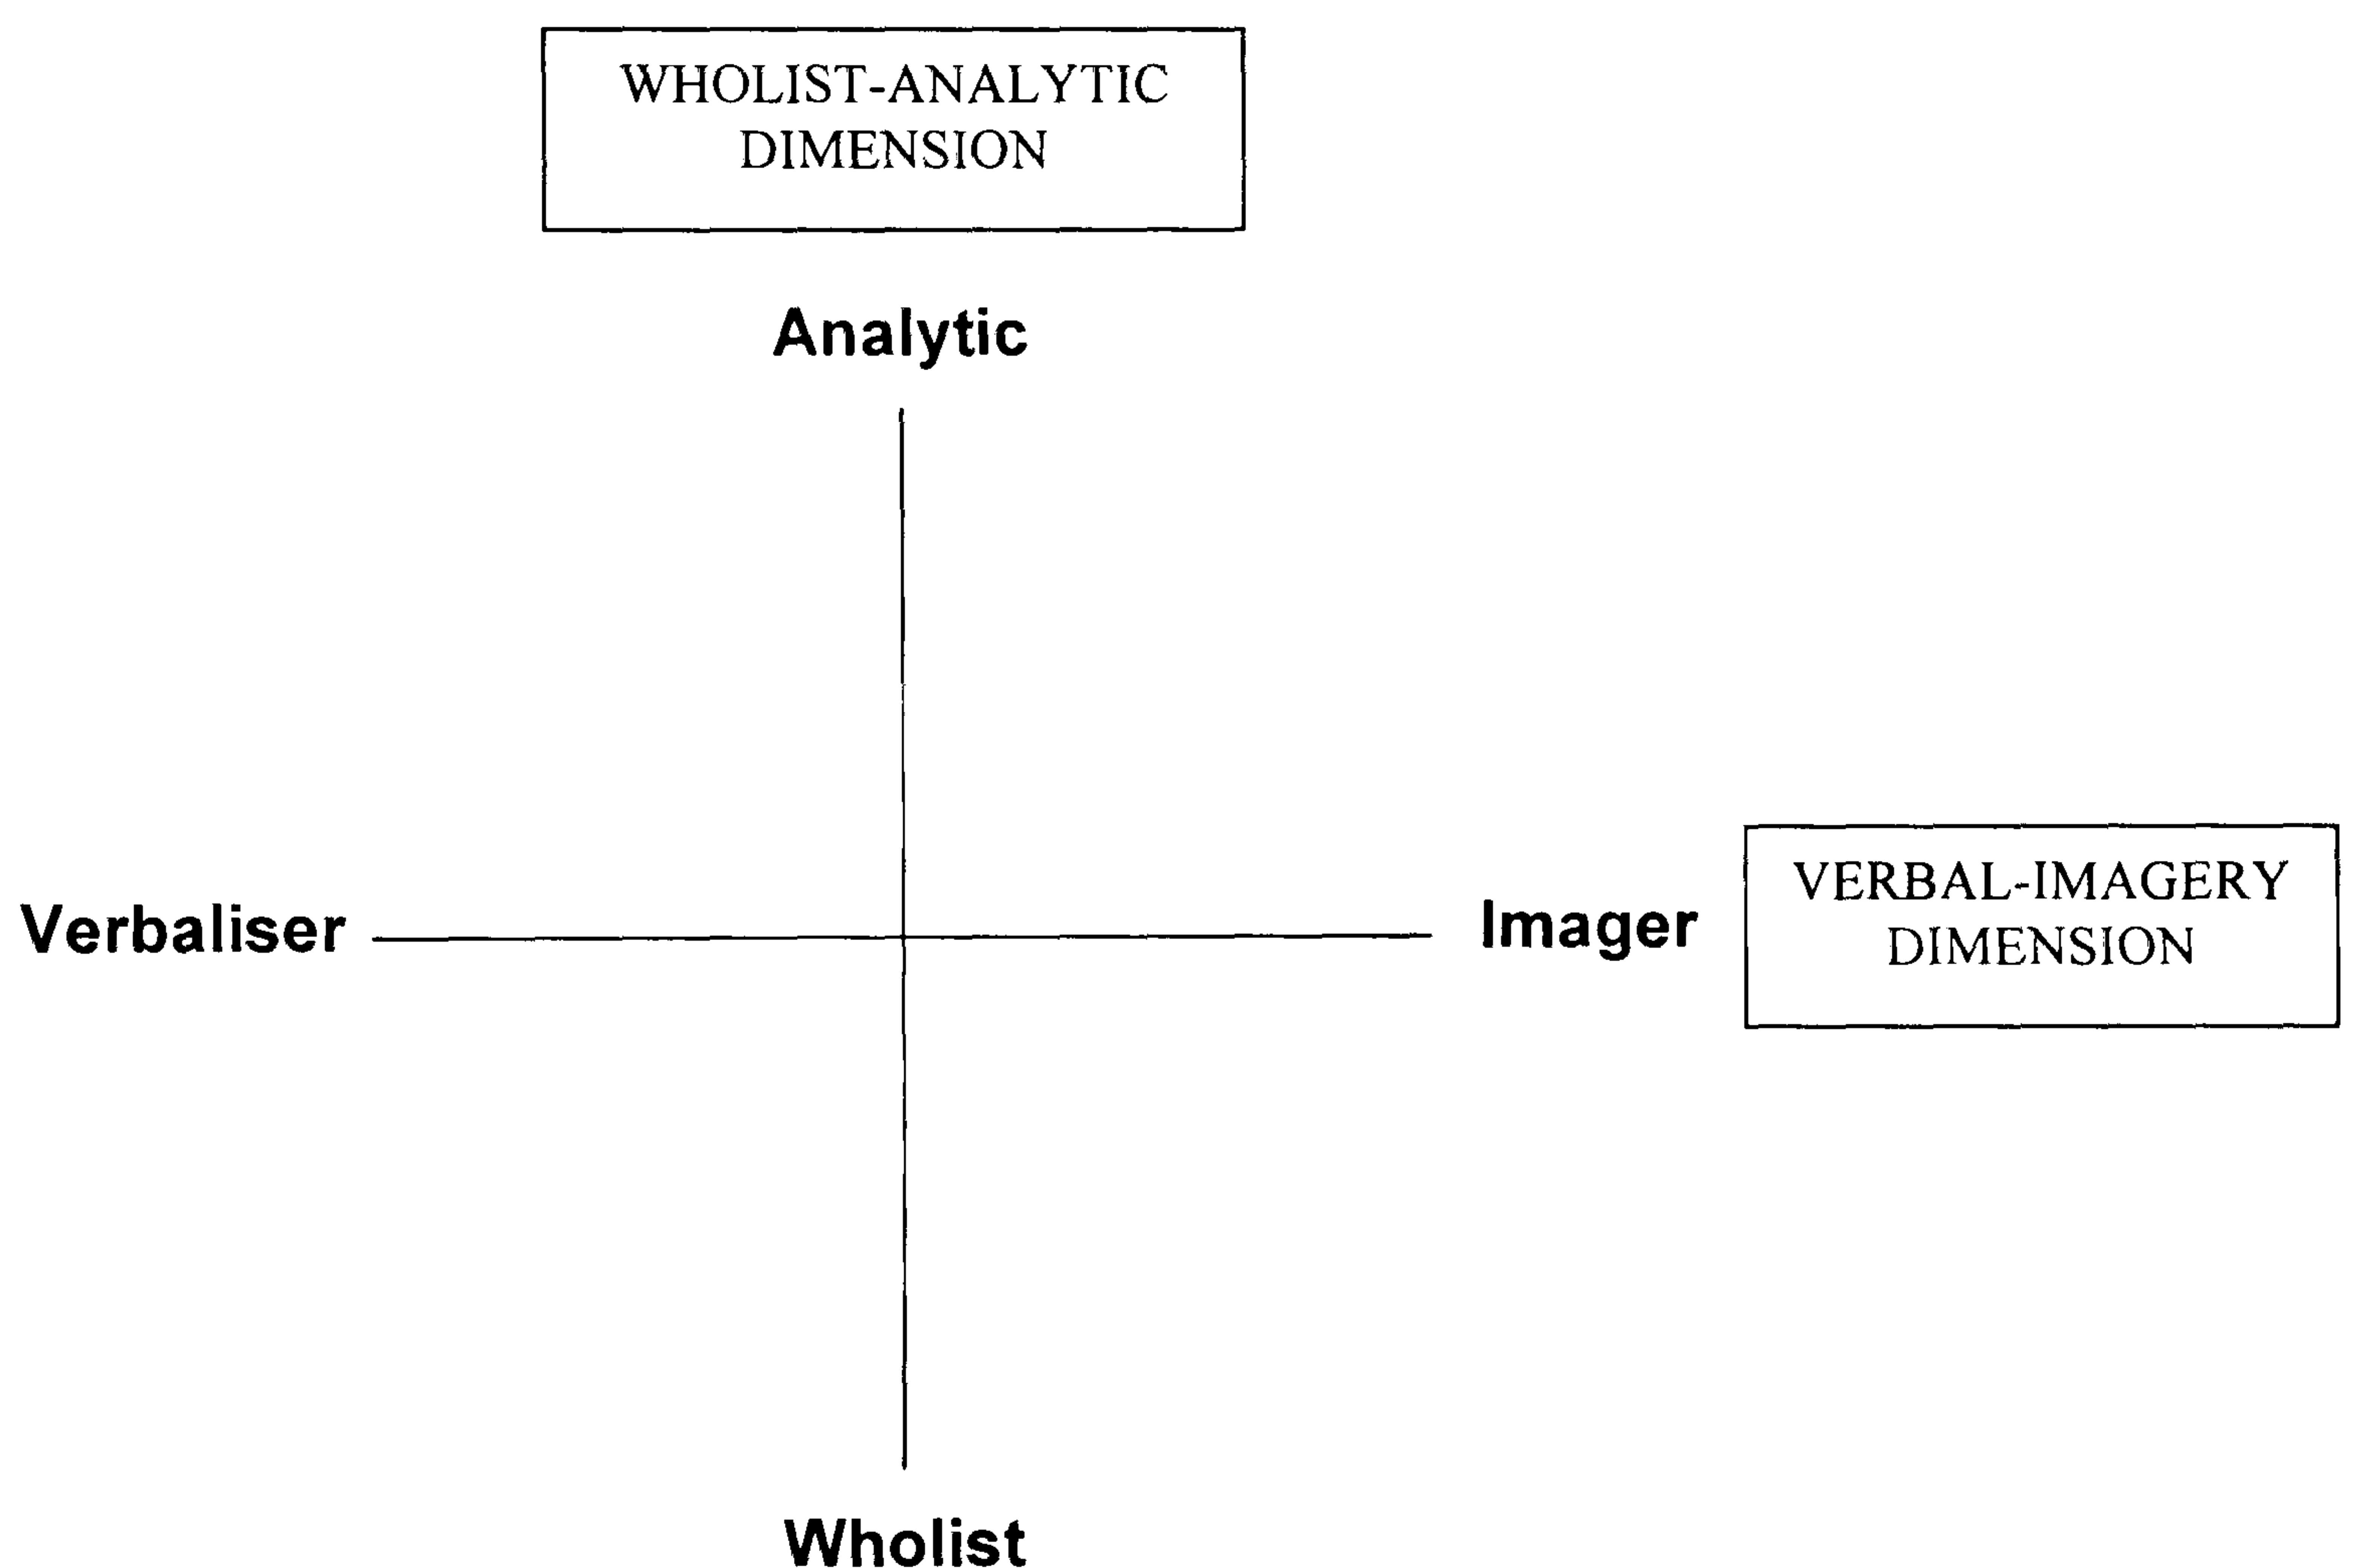 WHOLIST-ANALYTIC
DIMENSION
Analytic
Verbaliser
Imager
VERBAL-IMAGERY
DIMENSION
Wholist